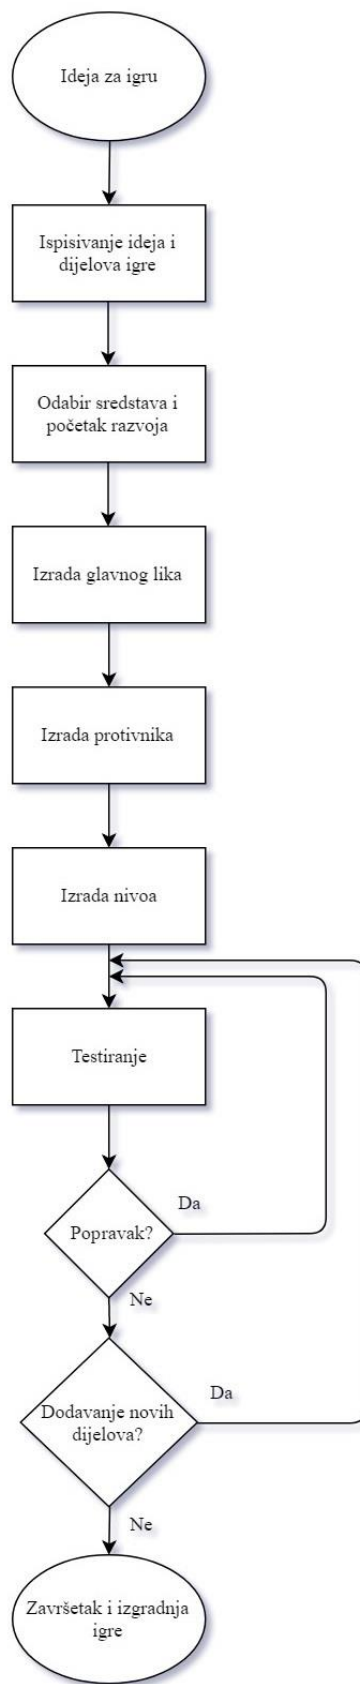 Ideja za igru
Ispisivanje ideja i
dijelova igre
Odabir sredstava i
početak razvoja
Izrada glavnog lika
Izrada protivnika
Izrada nivoa
Testiranje
Da
Popravak?
Ne
Da
Dodavanje novih
dijelova?
Ne
Završetak i izgradnja
igre